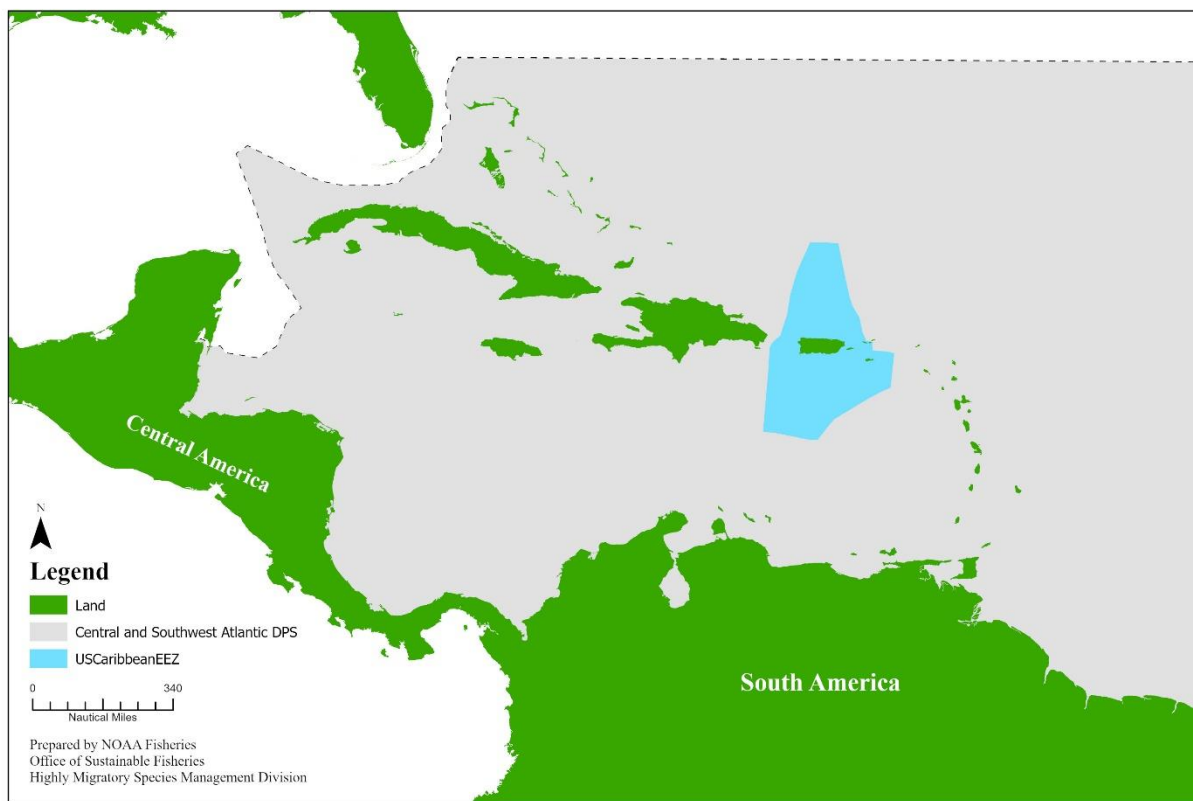 Central America
South America
N
Legend
Land
Central and Southwest Atlantic DPS
USCaribbeanEEZ
0 340
Nautical Miles
Prepared by NOAA Fisheries
Office of Sustainable Fisheries
Highly Migratory Species Management Division